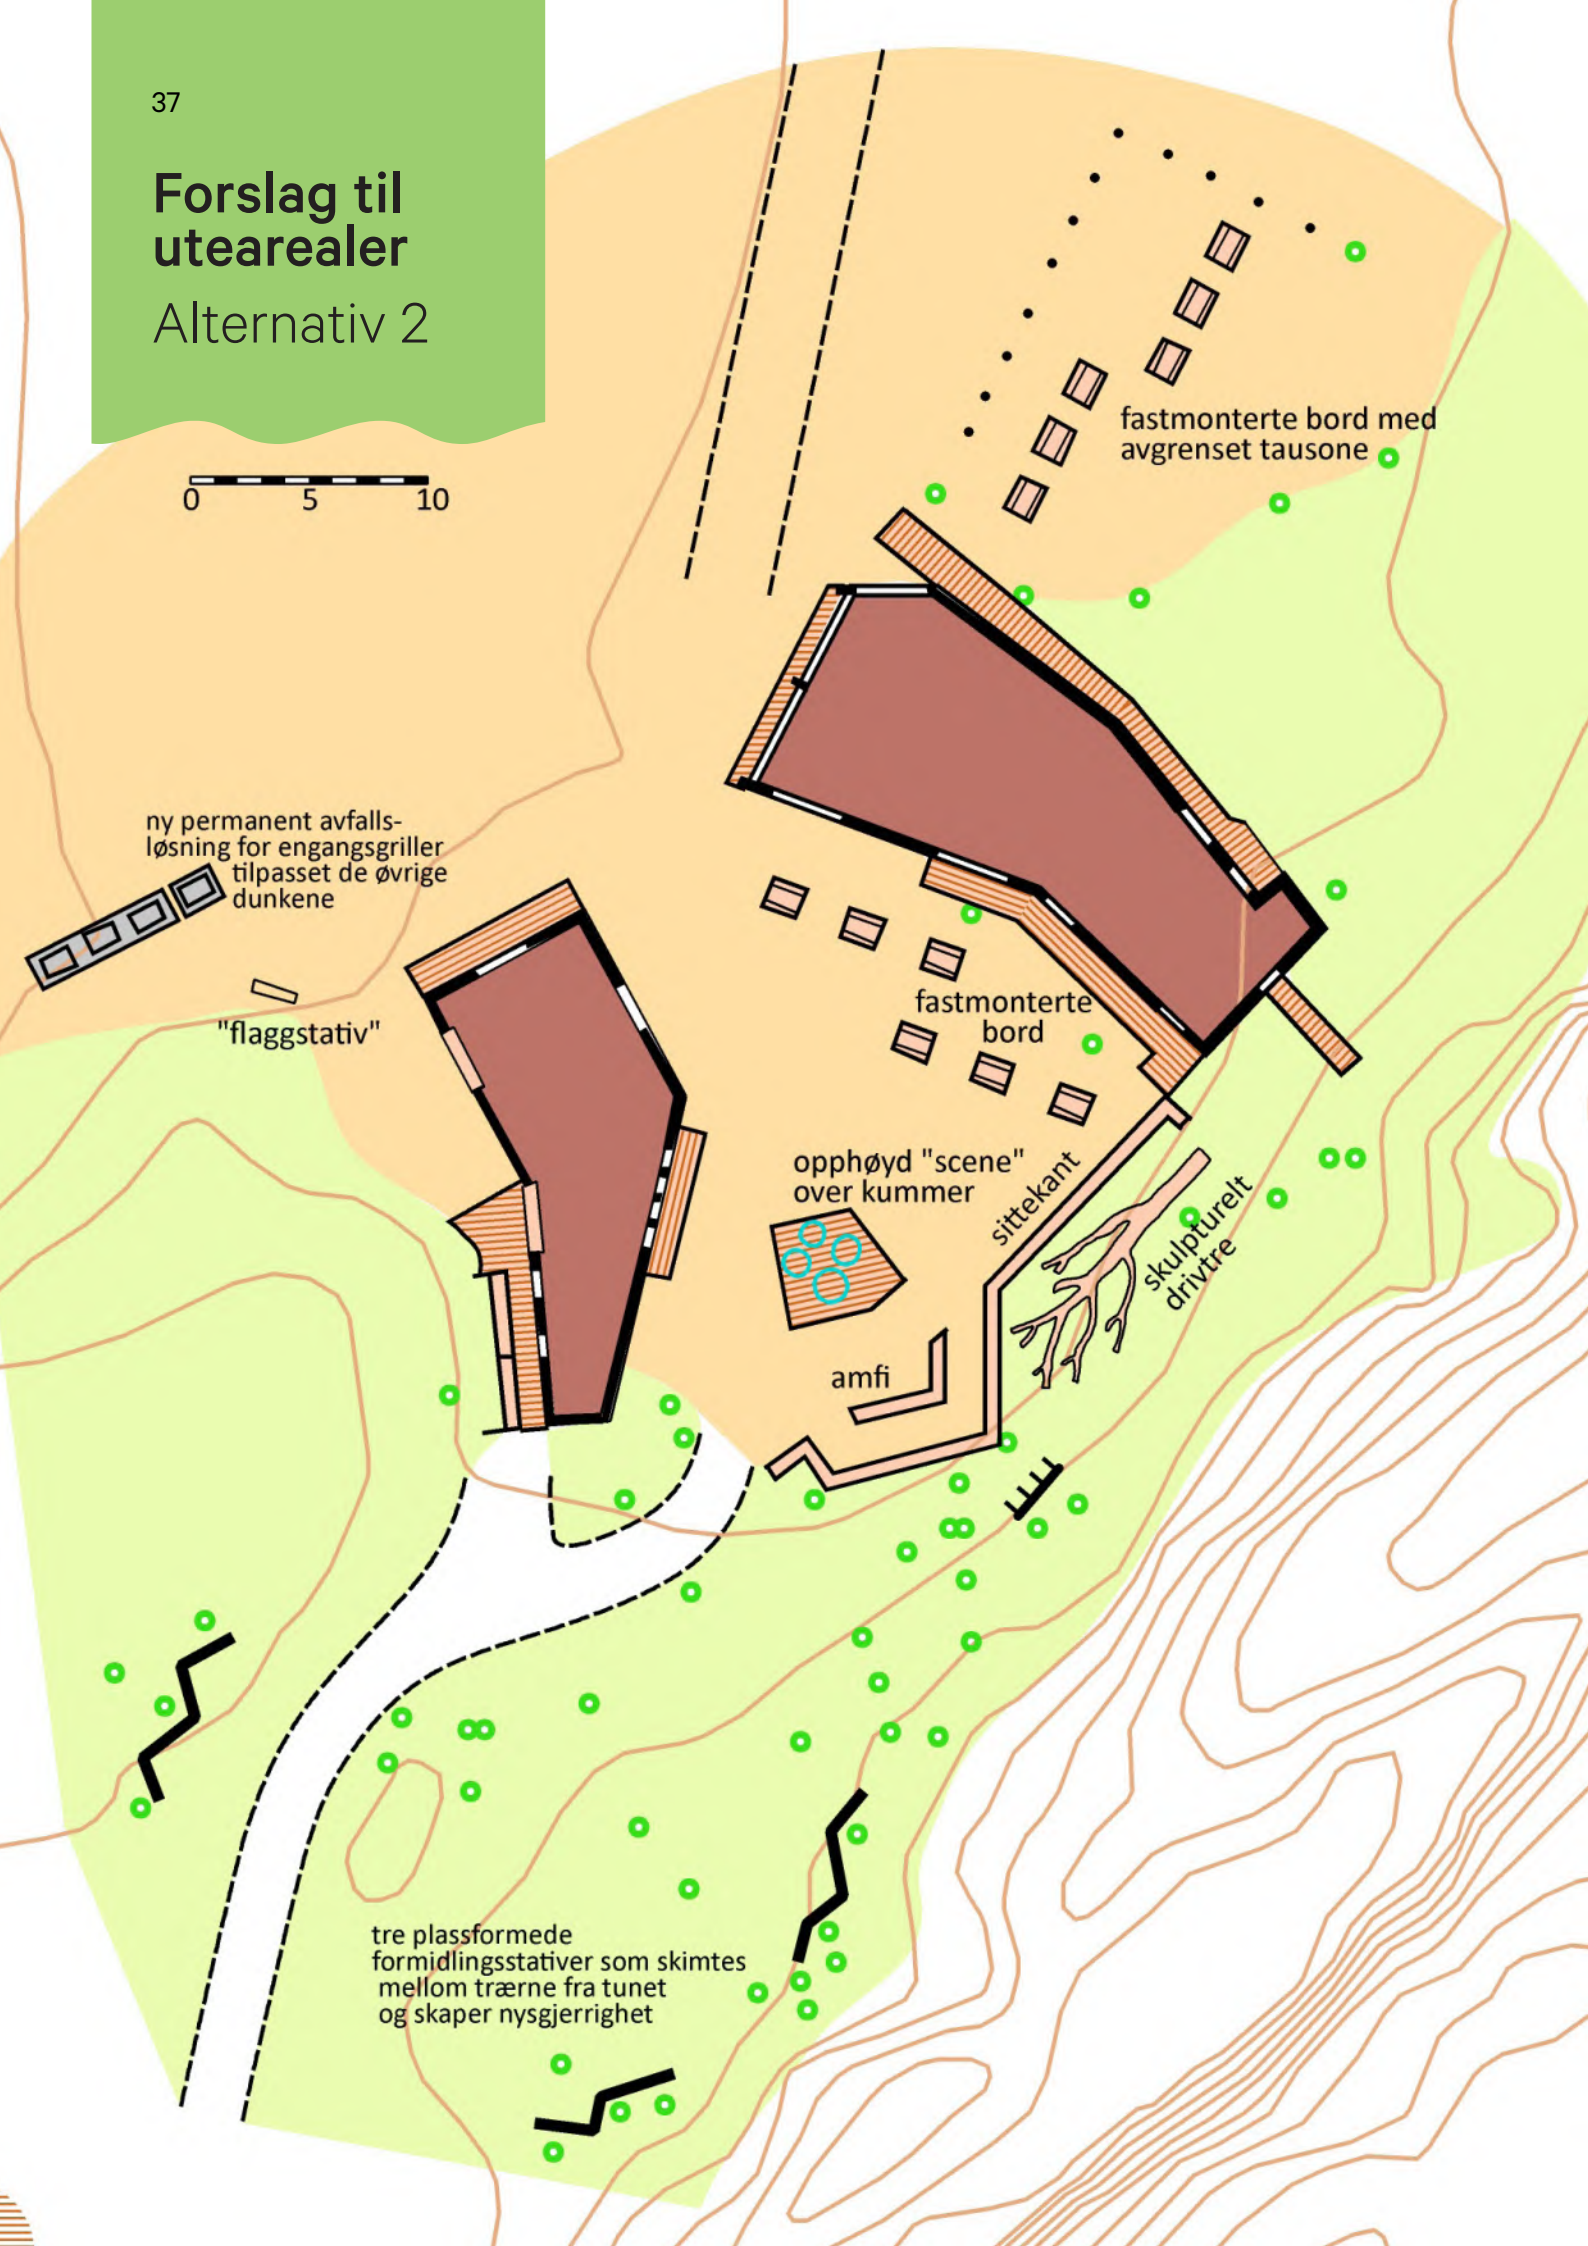 37
Forslag til
utearealer
Alternativ 2
0 5 10
fastmonterte bord med
avgrenset tausone
ny permanent avfalls-
løsning for engangsgriller
tilpasset de øvrige
dunkene
"flaggstativ"
fastmonterte
bord
opphøyd "scene"
over kummer
sittekant
skulpturelt
drivtre
amfi
tre plassformede
formidlingsstativer som skimtes
mellom trærne fra tunet
og skaper nysgjerrighet